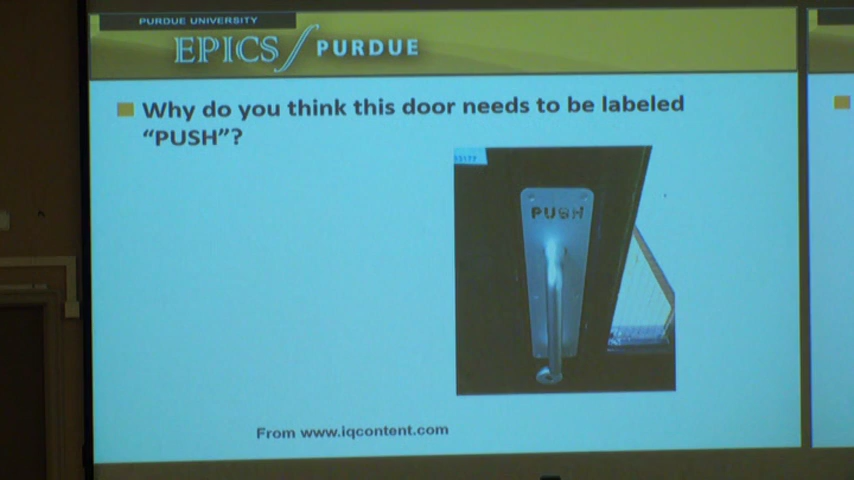 PURDUE UNIVERSITY
EPICS PURDUE
Why do you think this door needs to be labeled
“PUSH”?
PUSH
From www.iqcontent.com